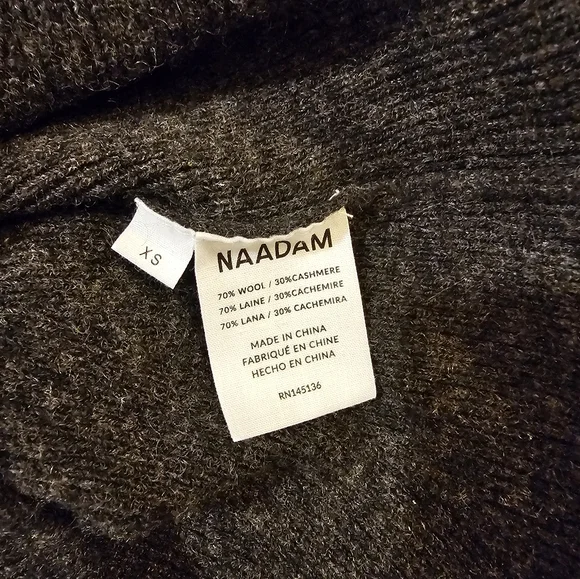 XS
NAADAM
70% WOOL / 30%CASHMERE
70% LAINE / 30%CACHEMIRE
70% LANA / 30% CACHEMIRA
MADE IN CHINA
FABRIQUÉ EN CHINE
HECHO EN CHINA
RN145136